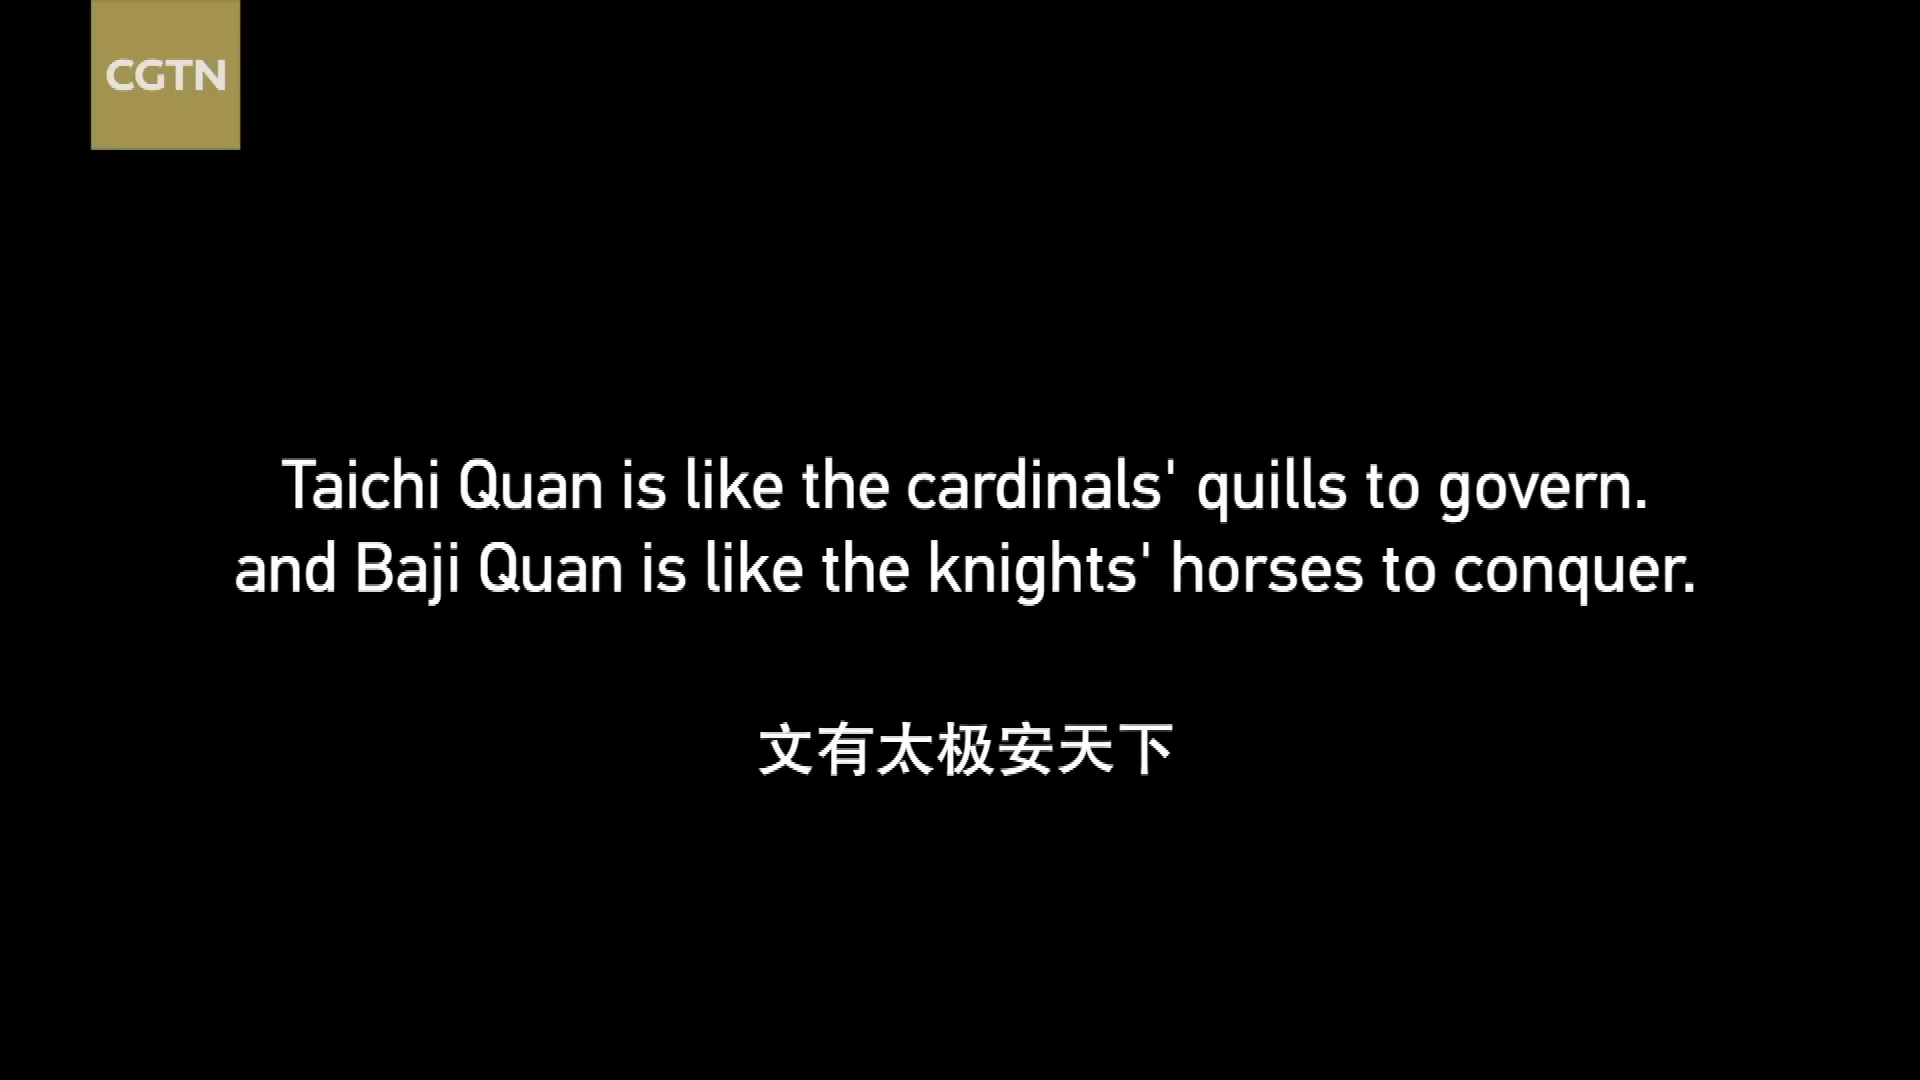 CGTN
Taichi Quan is like the cardinals' quills to govern.
and Baji Quan is like the knights' horses to conquer.
文有太极安天下